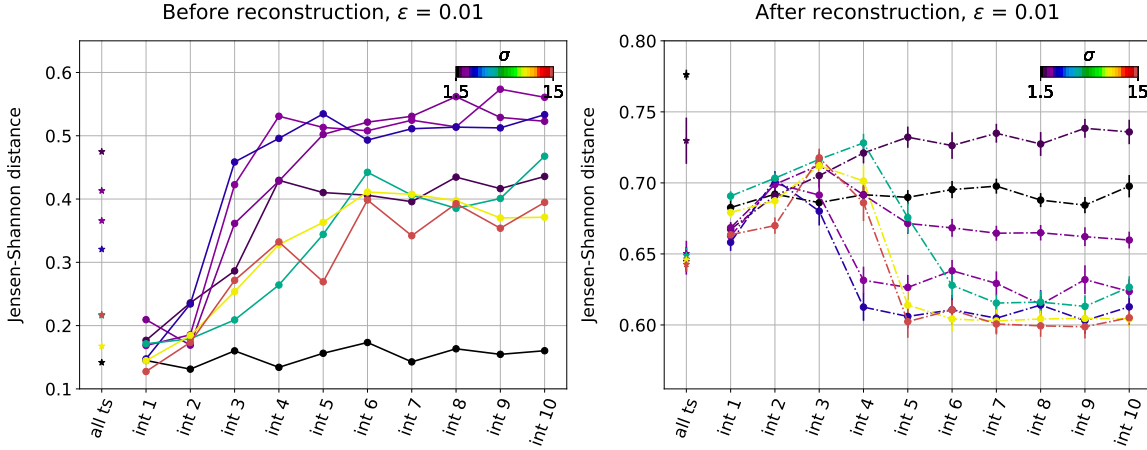 Before reconstruction, ε = 0.01
Jensen-Shannon distance
0.6
0.5
0.4
0.3
0.2
0.1
σ
1.5 15
all ts int 1 int 2 int 3 int 4 int 5 int 6 int 7 int 8 int 9 int 10
After reconstruction, ε = 0.01
Jensen-Shannon distance
0.80
0.75
0.70
0.65
0.60
σ
1.5 15
all ts int 1 int 2 int 3 int 4 int 5 int 6 int 7 int 8 int 9 int 10